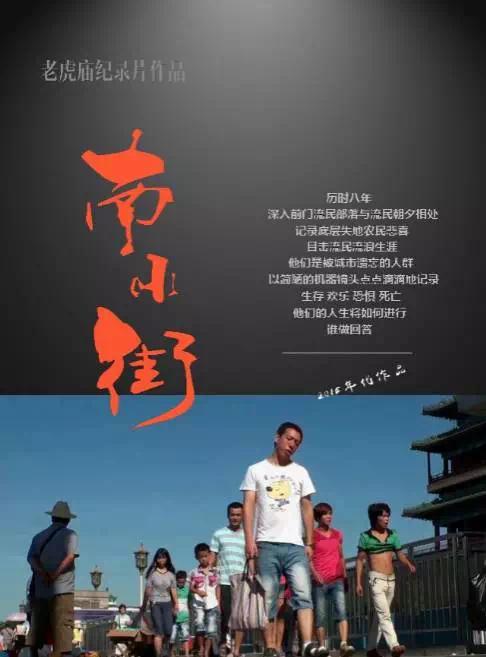 老虎庙纪录片作品
南水街
历时八年
深入前门流民部落与流民朝夕相处
记录底层失地农民悲喜
目击流民流浪生涯
他们是被城市遗忘的人群
以简陋的机器镜头点点滴滴地记录
生存 欢乐 恐惧 死亡
他们的人生将如何进行
谁做回答
2015年代作品